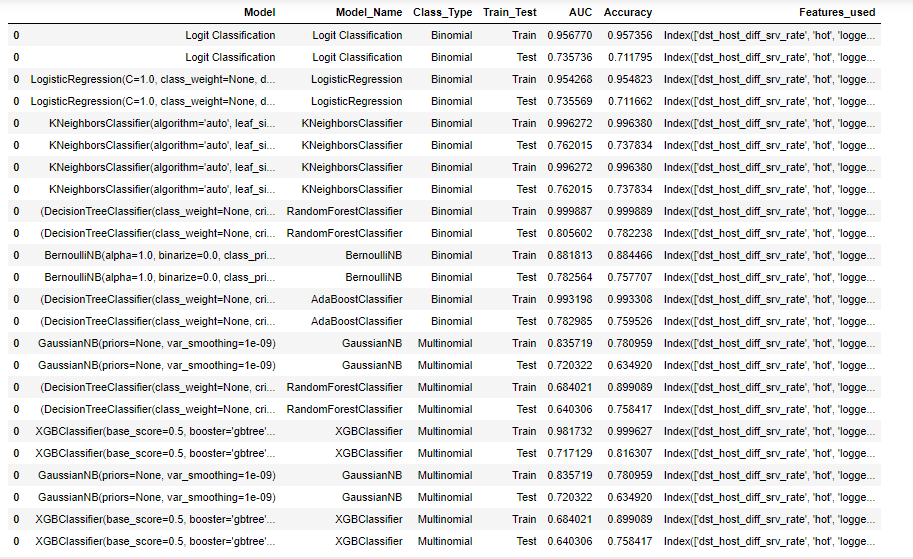 Model Model_Name Class_Type Train_Test AUC Accuracy Features_used
0 Logit Classification Logit Classification Binomial Train 0.956770 0.957356 Index(['dst_host_diff_srv_rate', 'hot', 'logge...
0 Logit Classification Logit Classification Binomial Test 0.735736 0.711795 Index(['dst_host_diff_srv_rate', 'hot', 'logge...
0 LogisticRegression(C=1.0, class_weight=None, d... LogisticRegression Binomial Train 0.954268 0.954823 Index(['dst_host_diff_srv_rate', 'hot', 'logge...
0 LogisticRegression(C=1.0, class_weight=None, d... LogisticRegression Binomial Test 0.735569 0.711662 Index(['dst_host_diff_srv_rate', 'hot', 'logge...
0 KNeighborsClassifier(algorithm='auto', leaf_si... KNeighborsClassifier Binomial Train 0.996272 0.996380 Index(['dst_host_diff_srv_rate', 'hot', 'logge...
0 KNeighborsClassifier(algorithm='auto', leaf_si... KNeighborsClassifier Binomial Test 0.762015 0.737834 Index(['dst_host_diff_srv_rate', 'hot', 'logge...
0 KNeighborsClassifier(algorithm='auto', leaf_si... KNeighborsClassifier Binomial Train 0.996272 0.996380 Index(['dst_host_diff_srv_rate', 'hot', 'logge...
0 KNeighborsClassifier(algorithm='auto', leaf_si... KNeighborsClassifier Binomial Test 0.762015 0.737834 Index(['dst_host_diff_srv_rate', 'hot', 'logge...
0 (DecisionTreeClassifier(class_weight=None, cri... RandomForestClassifier Binomial Train 0.999887 0.999889 Index(['dst_host_diff_srv_rate', 'hot', 'logge...
0 (DecisionTreeClassifier(class_weight=None, cri... RandomForestClassifier Binomial Test 0.805602 0.782238 Index(['dst_host_diff_srv_rate', 'hot', 'logge...
0 BernoulliNB(alpha=1.0, binarize=0.0, class_pri... BernoulliNB Binomial Train 0.881813 0.884466 Index(['dst_host_diff_srv_rate', 'hot', 'logge...
0 BernoulliNB(alpha=1.0, binarize=0.0, class_pri... BernoulliNB Binomial Test 0.782564 0.757707 Index(['dst_host_diff_srv_rate', 'hot', 'logge...
0 (DecisionTreeClassifier(class_weight=None, cri... AdaBoostClassifier Binomial Train 0.993198 0.993308 Index(['dst_host_diff_srv_rate', 'hot', 'logge...
0 (DecisionTreeClassifier(class_weight=None, cri... AdaBoostClassifier Binomial Test 0.782985 0.759526 Index(['dst_host_diff_srv_rate', 'hot', 'logge...
0 GaussianNB(priors=None, var_smoothing=1e-09) GaussianNB Multinomial Train 0.835719 0.780959 Index(['dst_host_diff_srv_rate', 'hot', 'logge...
0 GaussianNB(priors=None, var_smoothing=1e-09) GaussianNB Multinomial Test 0.720322 0.634920 Index(['dst_host_diff_srv_rate', 'hot', 'logge...
0 (DecisionTreeClassifier(class_weight=None, cri... RandomForestClassifier Multinomial Train 0.684021 0.899089 Index(['dst_host_diff_srv_rate', 'hot', 'logge...
0 (DecisionTreeClassifier(class_weight=None, cri... RandomForestClassifier Multinomial Test 0.640306 0.758417 Index(['dst_host_diff_srv_rate', 'hot', 'logge...
0 XGBClassifier(base_score=0.5, booster='gbtree'... XGBClassifier Multinomial Train 0.981732 0.999627 Index(['dst_host_diff_srv_rate', 'hot', 'logge...
0 XGBClassifier(base_score=0.5, booster='gbtree'... XGBClassifier Multinomial Test 0.717129 0.816307 Index(['dst_host_diff_srv_rate', 'hot', 'logge...
0 GaussianNB(priors=None, var_smoothing=1e-09) GaussianNB Multinomial Train 0.835719 0.780959 Index(['dst_host_diff_srv_rate', 'hot', 'logge...
0 GaussianNB(priors=None, var_smoothing=1e-09) GaussianNB Multinomial Test 0.720322 0.634920 Index(['dst_host_diff_srv_rate', 'hot', 'logge...
0 XGBClassifier(base_score=0.5, booster='gbtree'... XGBClassifier Multinomial Train 0.684021 0.899089 Index(['dst_host_diff_srv_rate', 'hot', 'logge...
0 XGBClassifier(base_score=0.5, booster='gbtree'... XGBClassifier Multinomial Test 0.640306 0.758417 Index(['dst_host_diff_srv_rate', 'hot', 'logge...